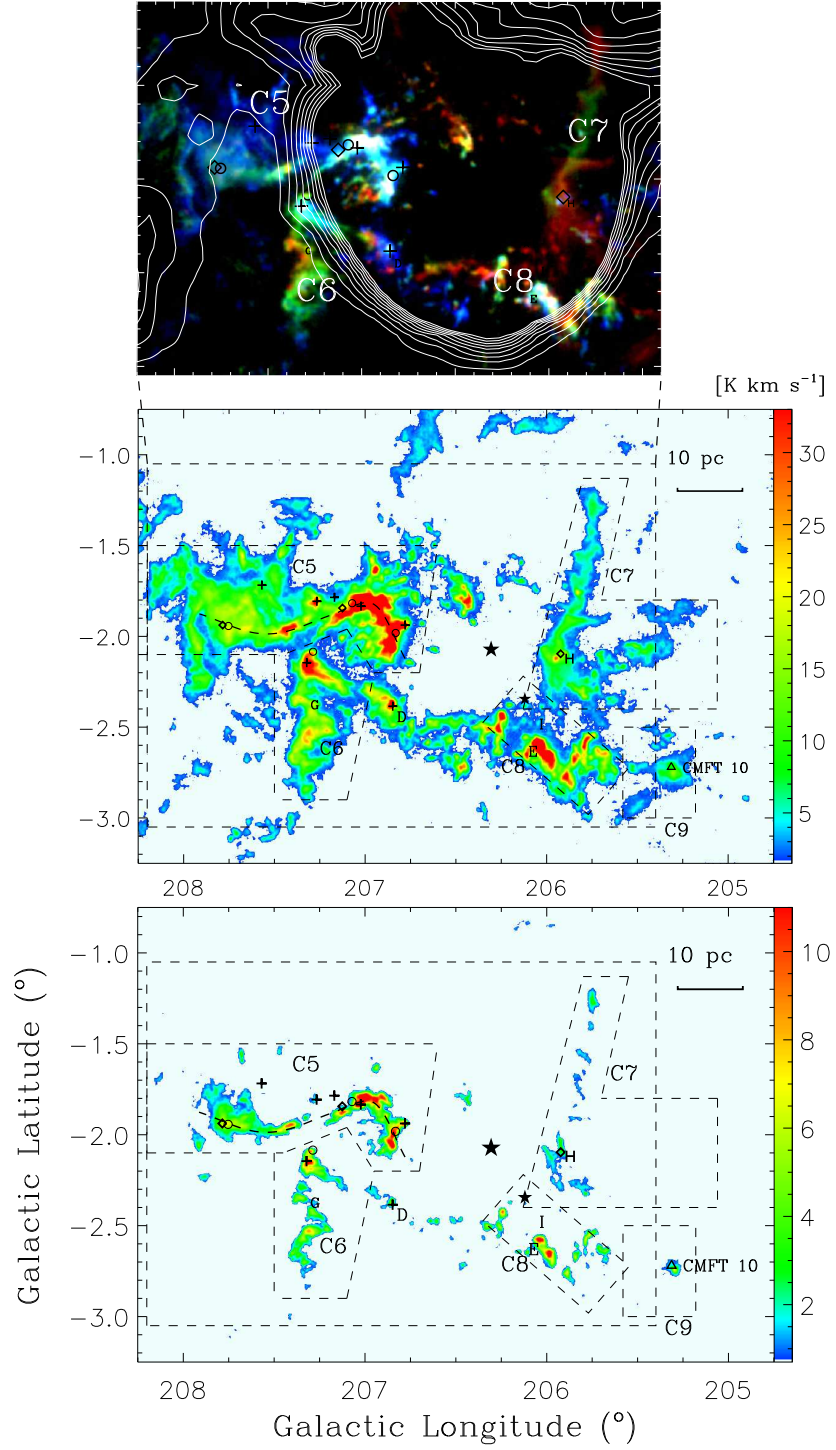 C5
C7
G
C6
C8
E
[K km s⁻¹]
10 pc
−1.0
30
−1.5
25
C5
C7
20
−2.0
H
15
G
D
I
−2.5
C6
E
C8
CMFT 10
10
−3.0
C9
5
208
207
206
205
−1.0
10 pc
10
8
−1.5
C5
C7
6
−2.0
H
G
D
I
4
−2.5
C6
E
C8
CMFT 10
2
−3.0
C9
208
207
206
205
Galactic Latitude (°)
Galactic Longitude (°)